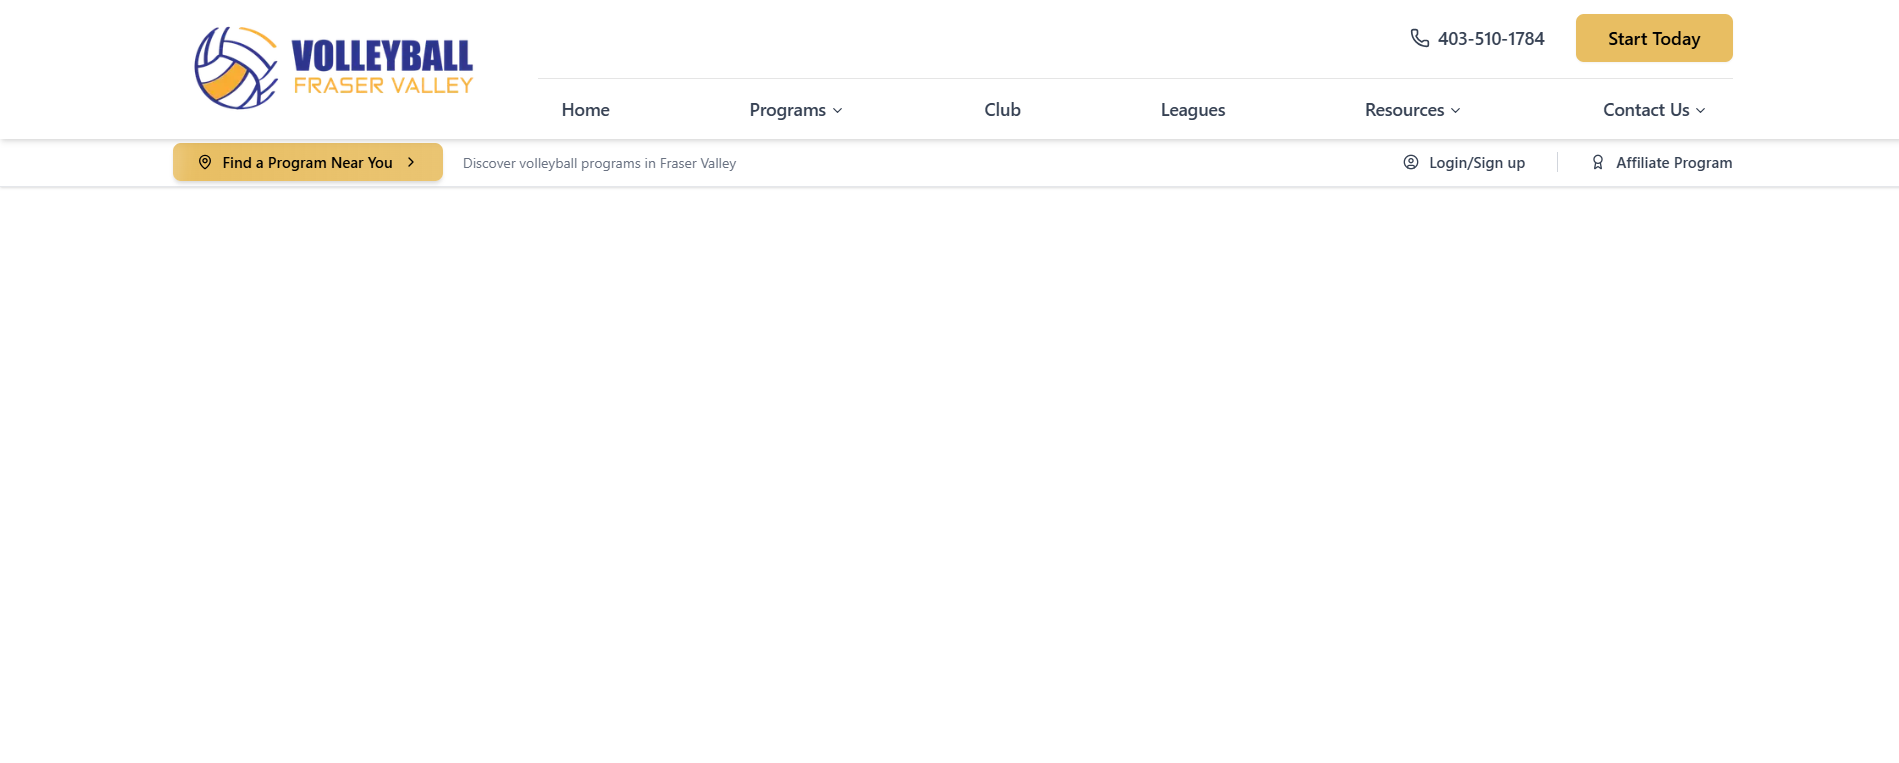 VOLLEYBALL
FRASER VALLEY
403-510-1784
Start Today
Home
Programs
Club
Leagues
Resources
Contact Us
Find a Program Near You
Discover volleyball programs in Fraser Valley
Login/Sign up
Affiliate Program